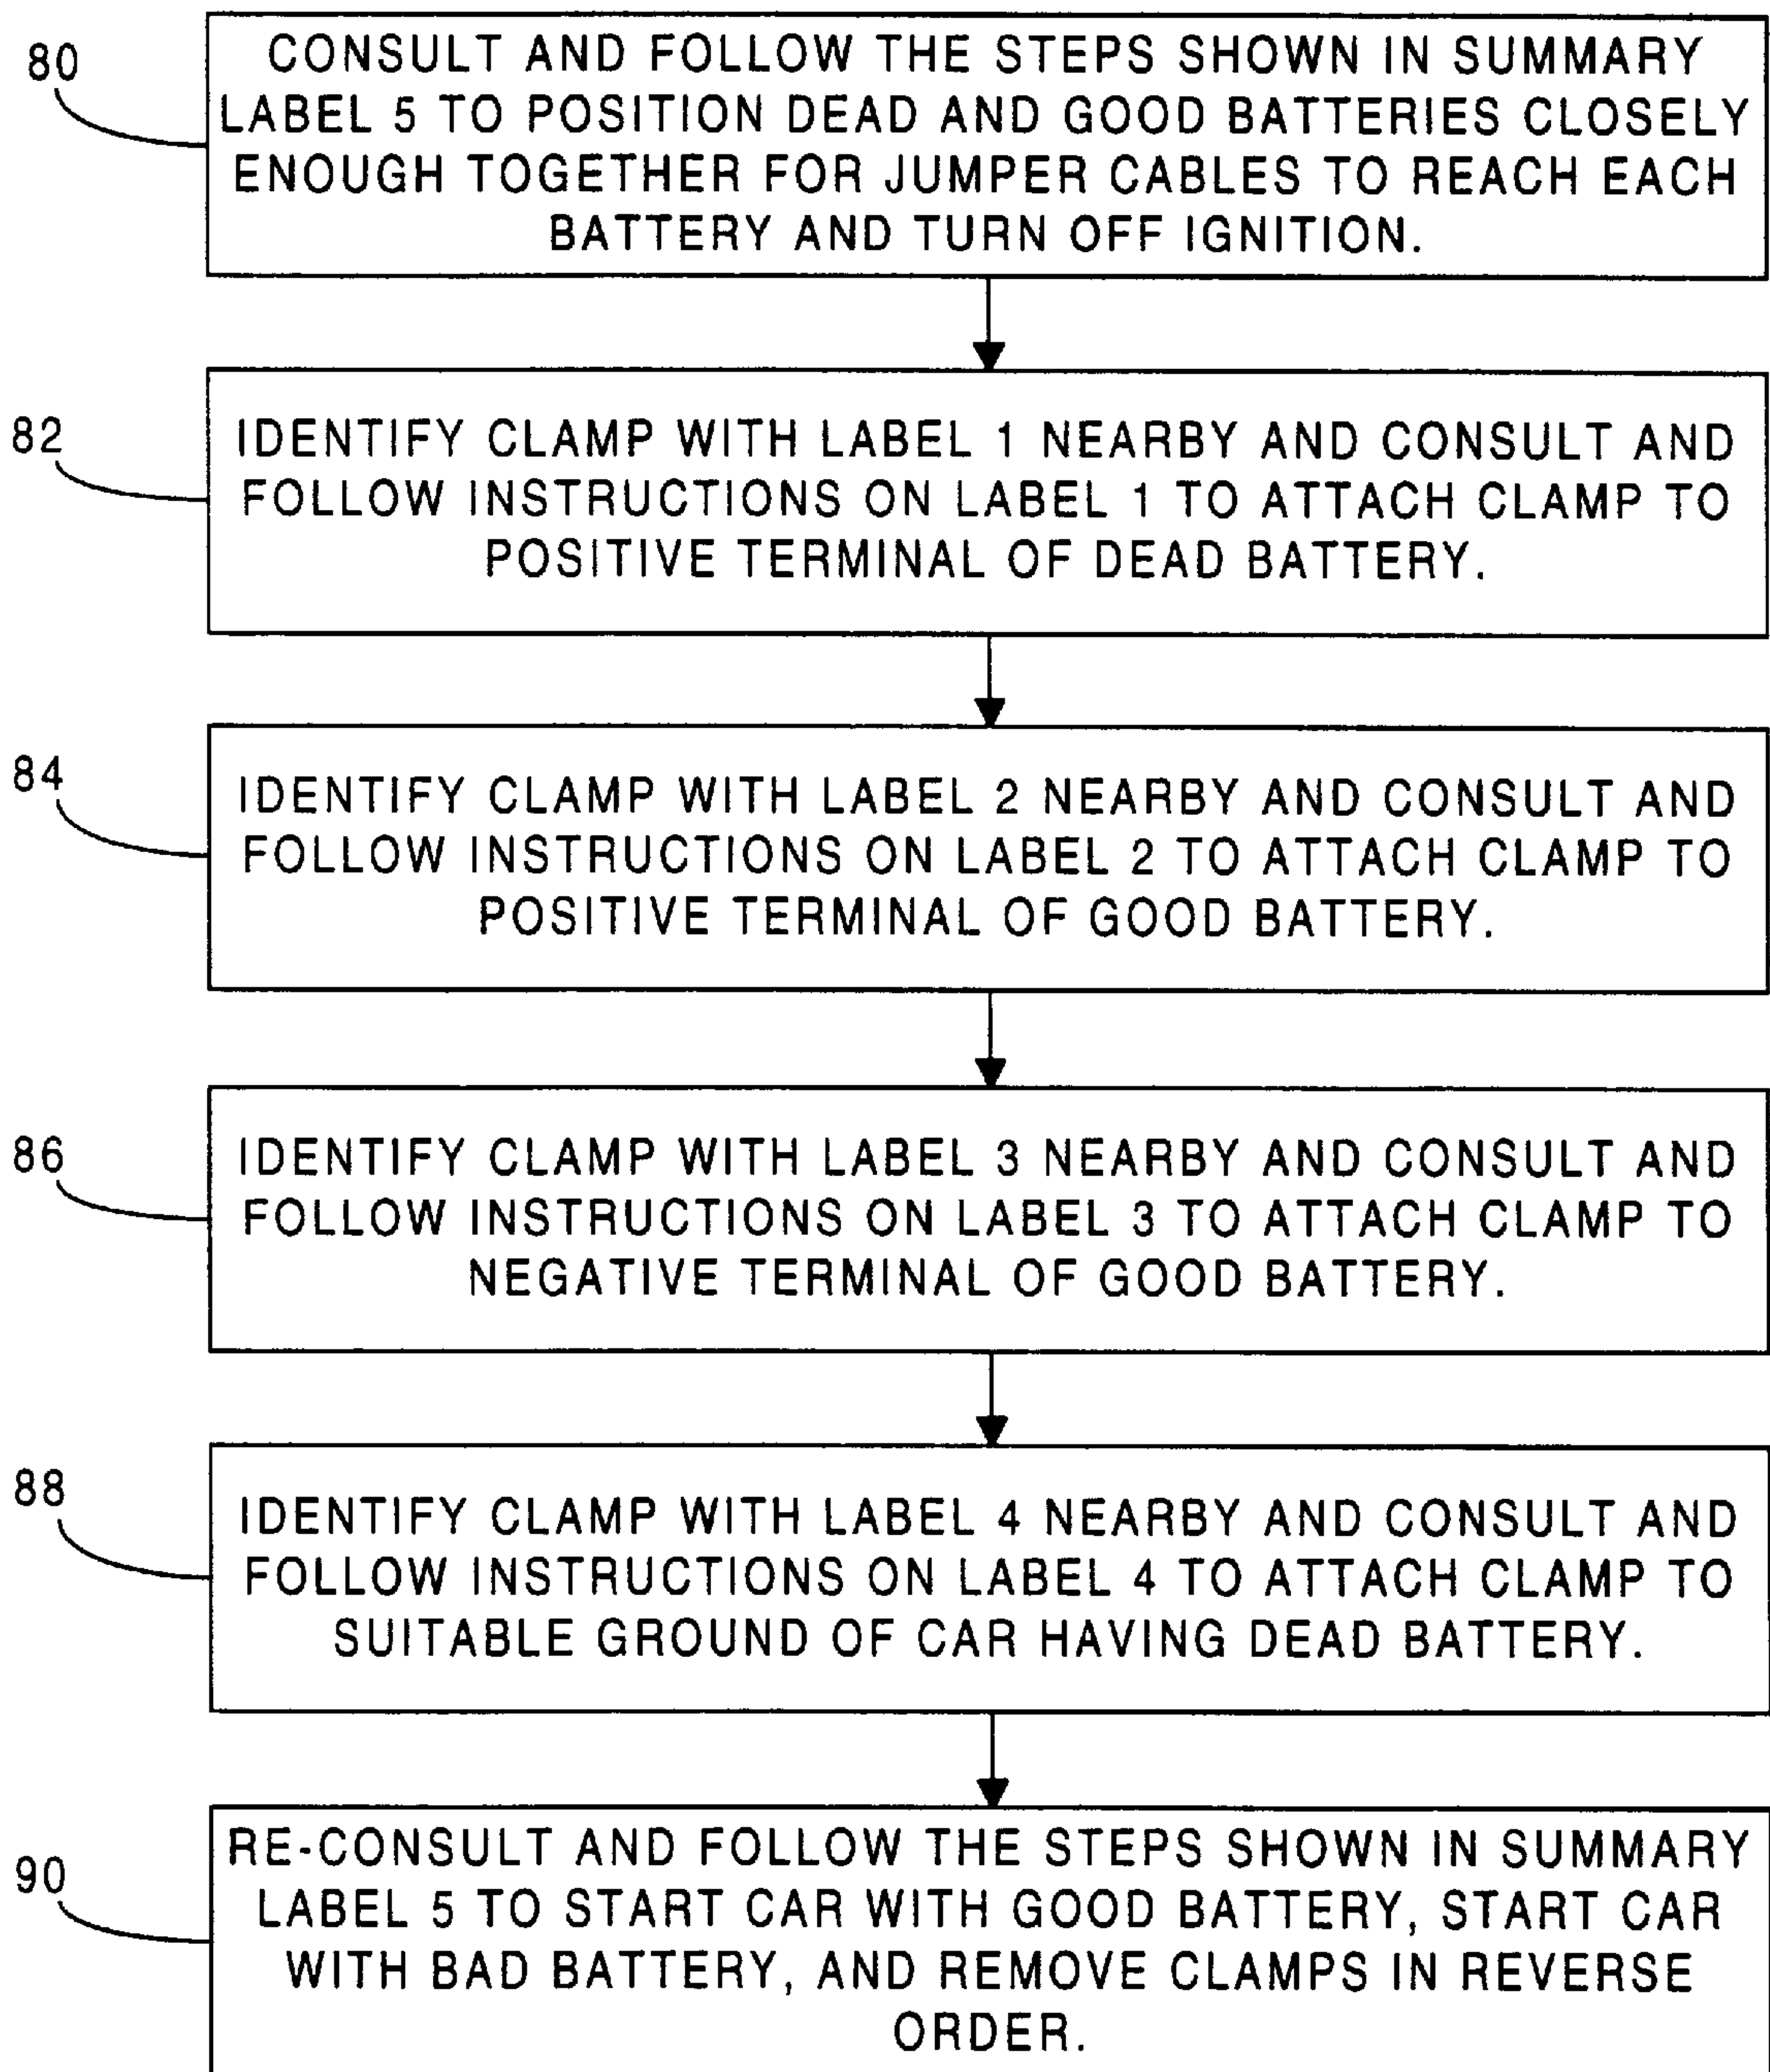 80
CONSULT AND FOLLOW THE STEPS SHOWN IN SUMMARY
LABEL 5 TO POSITION DEAD AND GOOD BATTERIES CLOSELY
ENOUGH TOGETHER FOR JUMPER CABLES TO REACH EACH
BATTERY AND TURN OFF IGNITION.
82
IDENTIFY CLAMP WITH LABEL 1 NEARBY AND CONSULT AND
FOLLOW INSTRUCTIONS ON LABEL 1 TO ATTACH CLAMP TO
POSITIVE TERMINAL OF DEAD BATTERY.
84
IDENTIFY CLAMP WITH LABEL 2 NEARBY AND CONSULT AND
FOLLOW INSTRUCTIONS ON LABEL 2 TO ATTACH CLAMP TO
POSITIVE TERMINAL OF GOOD BATTERY.
86
IDENTIFY CLAMP WITH LABEL 3 NEARBY AND CONSULT AND
FOLLOW INSTRUCTIONS ON LABEL 3 TO ATTACH CLAMP TO
NEGATIVE TERMINAL OF GOOD BATTERY.
88
IDENTIFY CLAMP WITH LABEL 4 NEARBY AND CONSULT AND
FOLLOW INSTRUCTIONS ON LABEL 4 TO ATTACH CLAMP TO
SUITABLE GROUND OF CAR HAVING DEAD BATTERY.
90
RE-CONSULT AND FOLLOW THE STEPS SHOWN IN SUMMARY
LABEL 5 TO START CAR WITH GOOD BATTERY, START CAR
WITH BAD BATTERY, AND REMOVE CLAMPS IN REVERSE
ORDER.